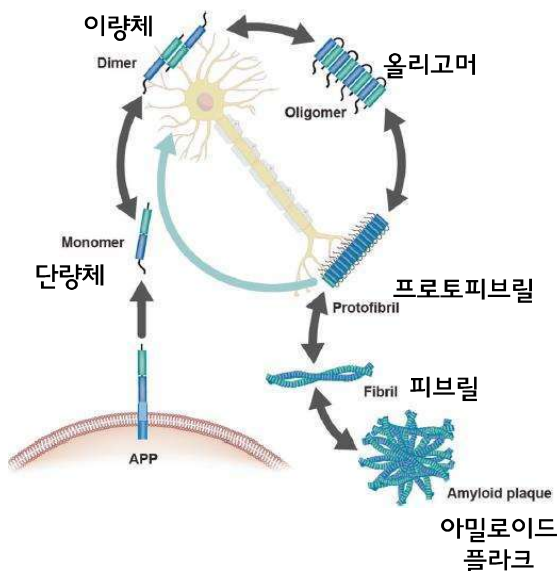 이량체
Dimer
올리고머
Oligomer
Monomer
단량체
프로토피브릴
Protofibril
Fibril 피브릴
APP
Amyloid plaque
아밀로이드
플라크